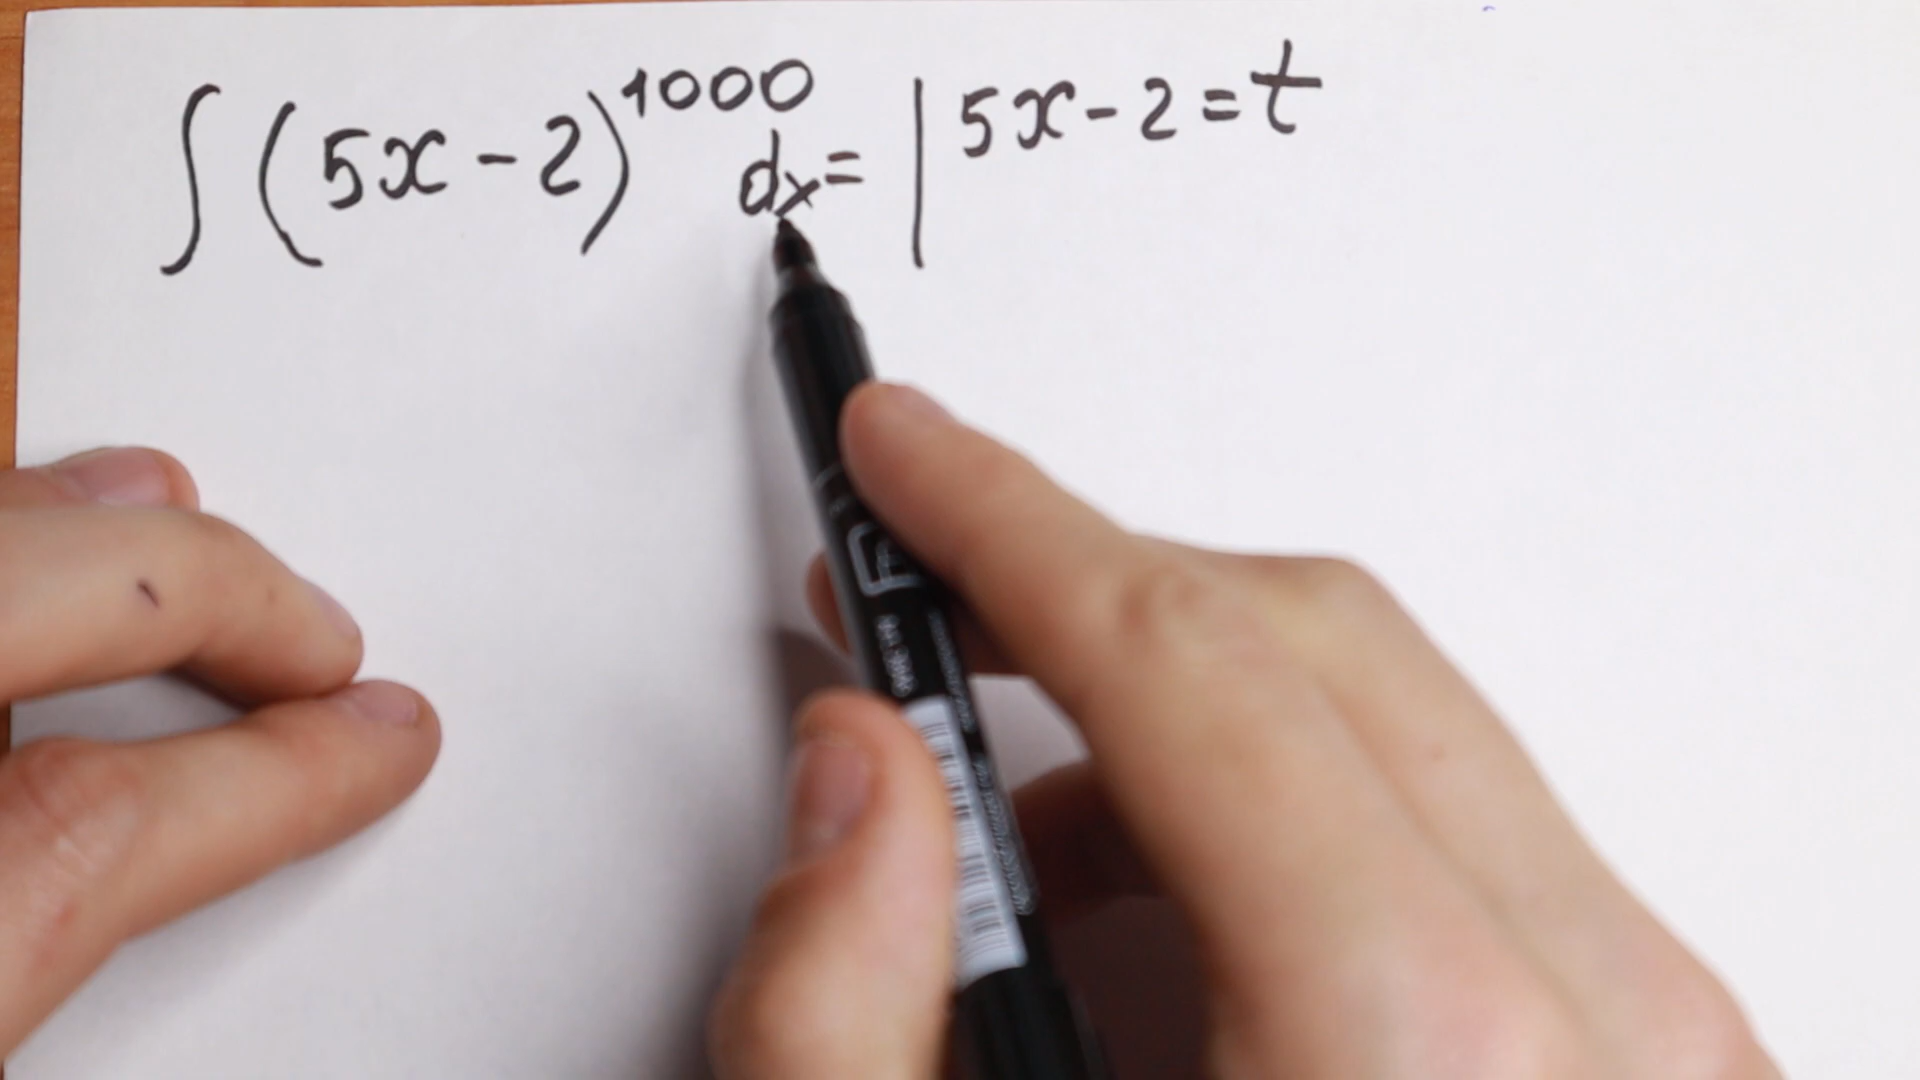 ∫(5x-2)^1000 dx= | 5x-2=t